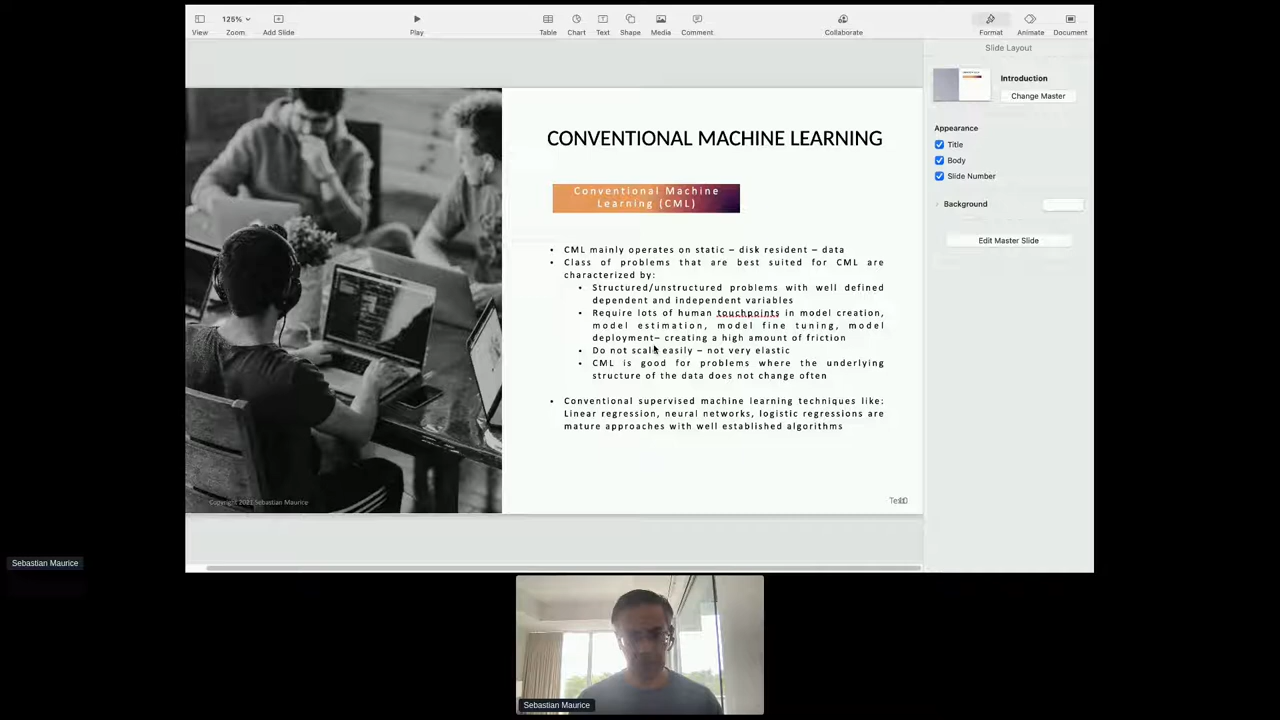 View
125%
Zoom
Add Slide
Play
Table
Chart
Text
Shape
Media
Comment
Collaborate
Format
Animate
Document
Slide Layout
Introduction
Change Master
Appearance
Title
Body
Slide Number
Background
Edit Master Slide
CONVENTIONAL MACHINE LEARNING
Conventional Machine
Learning (CML)
• CML mainly operates on static – disk resident – data
• Class of problems that are best suited for CML are
characterized by:
• Structured/unstructured problems with well defined
dependent and independent variables
• Require lots of human touchpoints in model creation,
model estimation, model fine tuning, model
deployment– creating a high amount of friction
• Do not scale easily – not very elastic
• CML is good for problems where the underlying
structure of the data does not change often
• Conventional supervised machine learning techniques like:
Linear regression, neural networks, logistic regressions are
mature approaches with well established algorithms
Copyright 2021 Sebastian Maurice
Sebastian Maurice
Sebastian Maurice